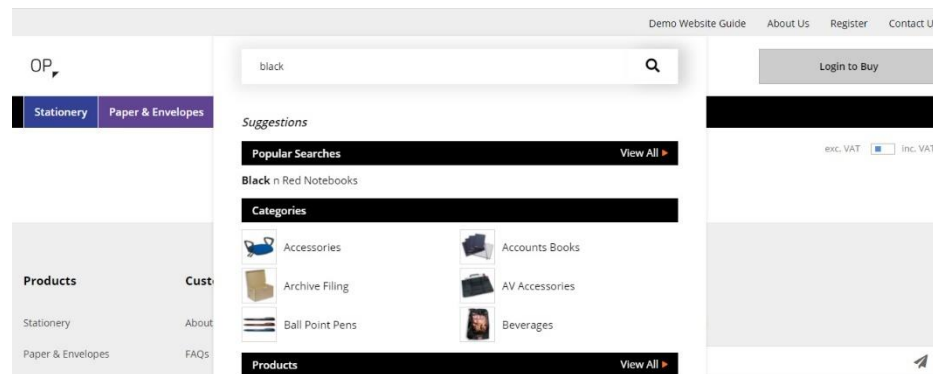 Demo Website Guide About Us Register Contact U
OP
black
Login to Buy
Stationery Paper & Envelopes
Suggestions
exc. VAT inc. VAT
Popular Searches View All
Black n Red Notebooks
Categories
Accessories Accounts Books
Archive Filing AV Accessories
Ball Point Pens Beverages
Products Cust
Stationery About
Paper & Envelopes FAQs
Products View All